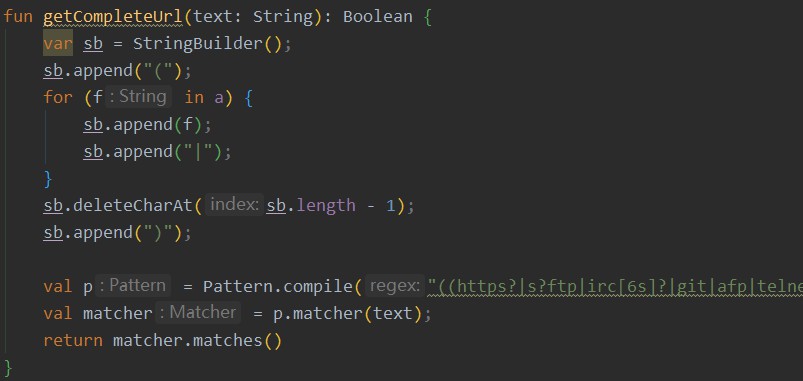 fun getCompleteUrl(text: String): Boolean {
    var sb = StringBuilder();
    sb.append("(");
    for (f : String in a) {
        sb.append(f);
        sb.append("|");
    }
    sb.deleteCharAt( index: sb.length - 1);
    sb.append(")");
    val p : Pattern = Pattern.compile( regex: "((https?|s?ftp|irc[6s]?|git|afp|telne
    val matcher : Matcher = p.matcher(text);
    return matcher.matches()
}